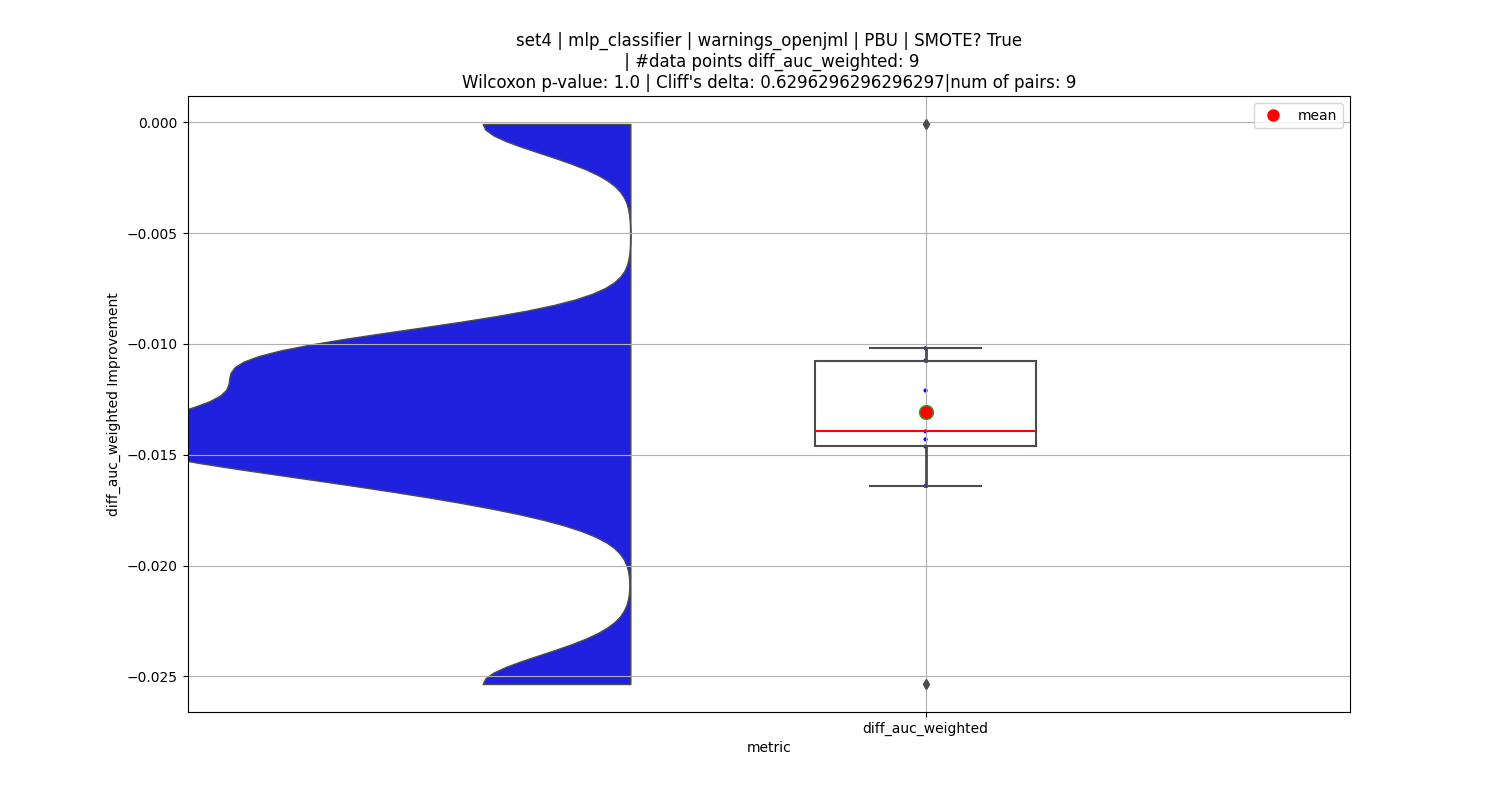 set4 | mlp_classifier | warnings_openjml | PBU | SMOTE? True
| #data points diff_auc_weighted: 9
Wilcoxon p-value: 1.0 | Cliff's delta: 0.6296296296296297|num of pairs: 9
mean
0.000
−0.005
−0.010
−0.015
−0.020
−0.025
diff_auc_weighted Improvement
diff_auc_weighted
metric